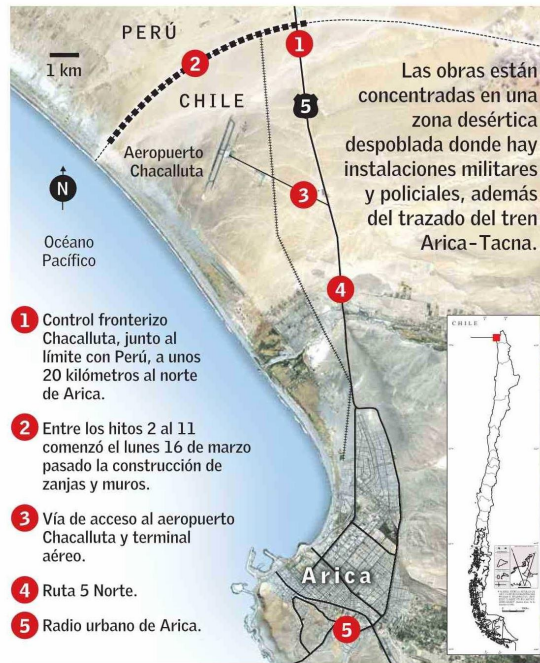 PERÚ
1
1 km
2
CHILE
5
Aeropuerto
Chacalluta
3
N
Océano
Pacífico
4
Las obras están
concentradas en una
zona desértica
despoblada donde hay
instalaciones militares
y policiales, además
del trazado del tren
Arica-Tacna.
1 Control fronterizo
Chacalluta, junto al
límite con Perú, a unos
20 kilómetros al norte
de Arica.
2 Entre los hitos 2 al 11
comenzó el lunes 16 de marzo
pasado la construcción de
zanjas y muros.
3 Vía de acceso al aeropuerto
Chacalluta y terminal
aéreo.
4 Ruta 5 Norte.
5 Radio urbano de Arica.
Arica
5
CHILE